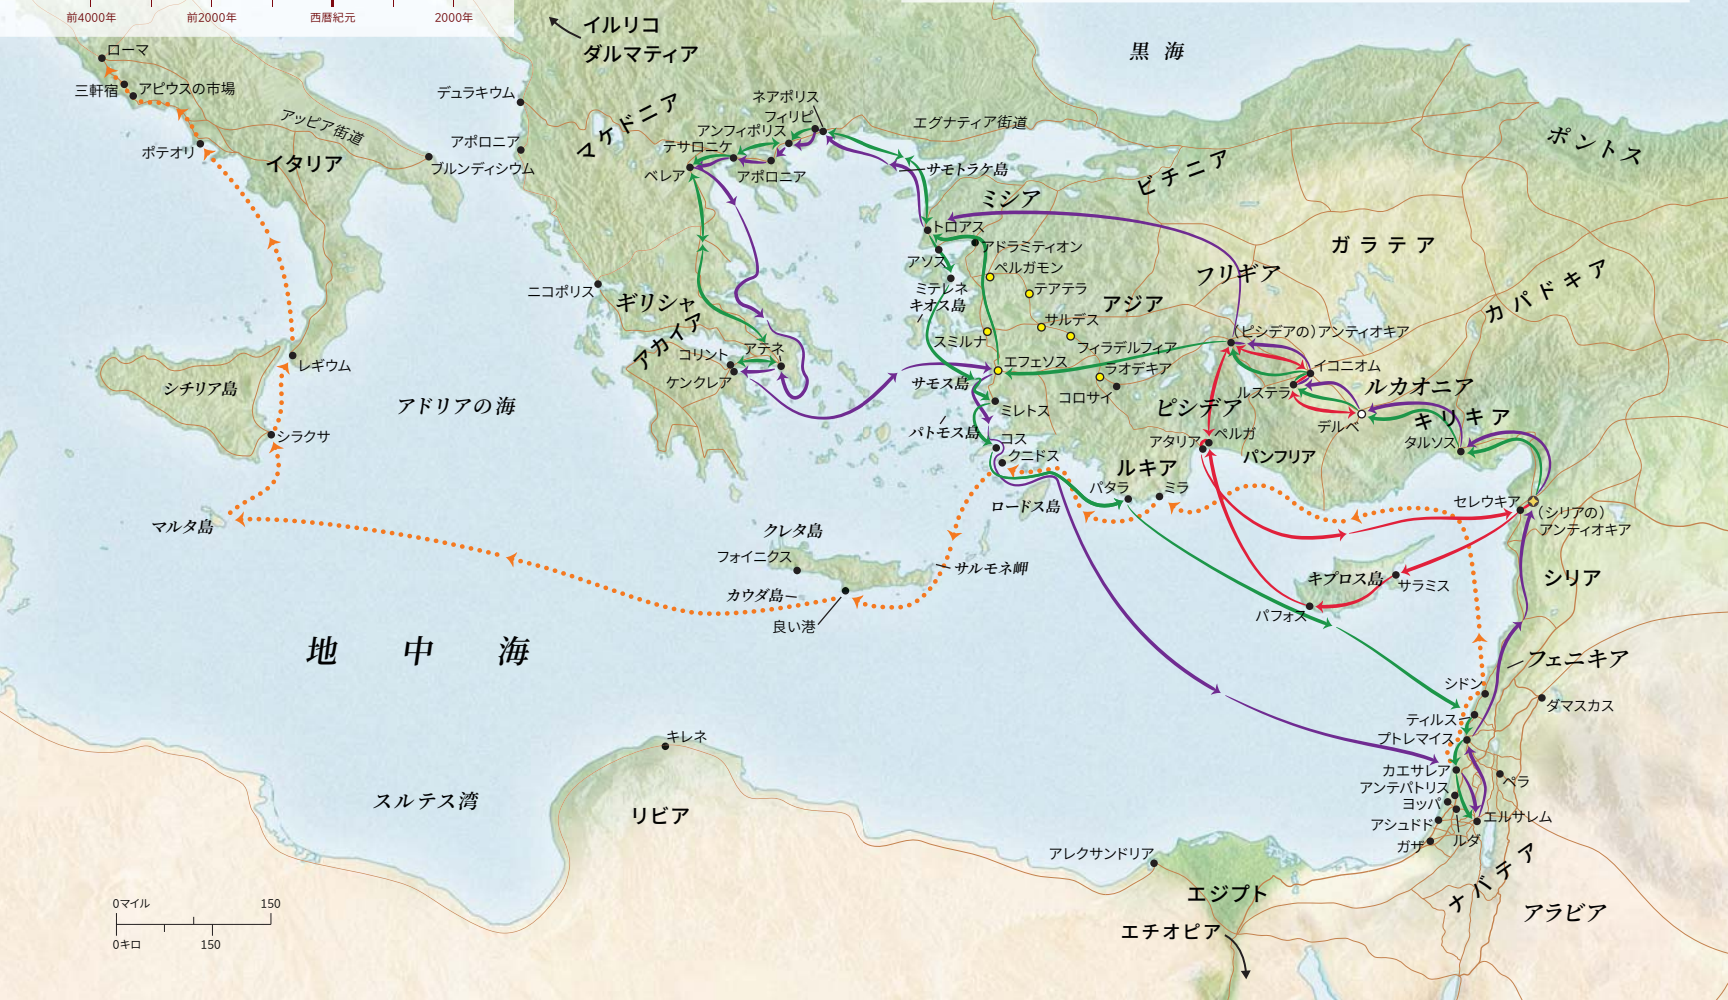 前4000年
前2000年
西暦紀元
2000年
イルリコ
ダルマティア
黒 海
ローマ
三軒宿
アピウスの市場
アッピア街道
ポテオリ
イタリア
ブルンディシウム
デュラキウム
アポロニア
マケドニア
ネアポリス
フィリピ
アンフィポリス
テサロニケ
アポロニア
ベレア
エグナティア街道
サモトラケ島
ミシア
ビチニア
ポントス
ガラテア
カパドキア
フリギア
トロアス
アドラミティオン
アソス
ペルガモン
ミテレネ
テアテラ
キオス島
アジア
サルデス
スミルナ
フィラデルフィア
(ピシデアの)アンティオキア
ニコポリス
ギリシャ
アカイア
アテネ
コリント
ケンクレア
エフェソス
ラオデキア
コロサイ
イコニオム
ルステラ
ルカオニア
サモス島
ミレトス
ピシデア
デルベ
キリキア
タルソス
パトモス島
コス
クニドス
アタリア
ペルガ
パンフリア
ルキア
パタラ
ミラ
ロードス島
セレウキア
(シリアの)
アンティオキア
レギウム
シチリア島
アドリアの海
シラクサ
マルタ島
クレタ島
フォイニクス
サルモネ岬
カウダ島
良い港
キプロス島
サラミス
パフォス
シリア
地 中 海
フェニキア
シドン
ダマスカス
ティルス
プトレマイス
カエサレア
アンテパトリス
ペラ
ヨッパ
エルサレム
アシュドド
ルダ
ガザ
キレネ
スルテス湾
リビア
アレクサンドリア
エジプト
エチオピア
ナバテア
アラビア
0マイル 150
0キロ 150